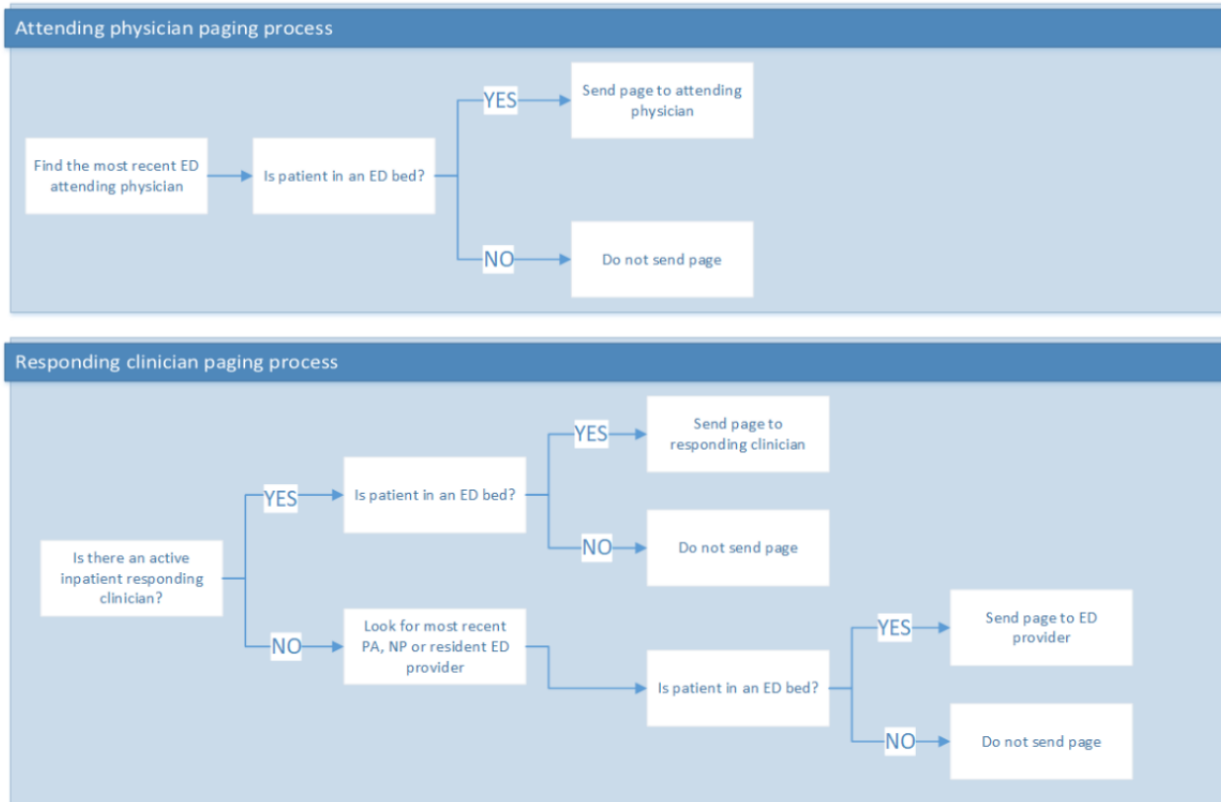 Attending physician paging process
YES
Send page to attending
physician
Find the most recent ED
attending physician
Is patient in an ED bed?
NO
Do not send page
Responding clinician paging process
YES
Send page to
responding clinician
YES
Is patient in an ED bed?
NO
Do not send page
Is there an active
inpatient responding
clinician?
NO
Look for most recent
PA, NP or resident ED
provider
YES
Send page to ED
provider
Is patient in an ED bed?
NO
Do not send page